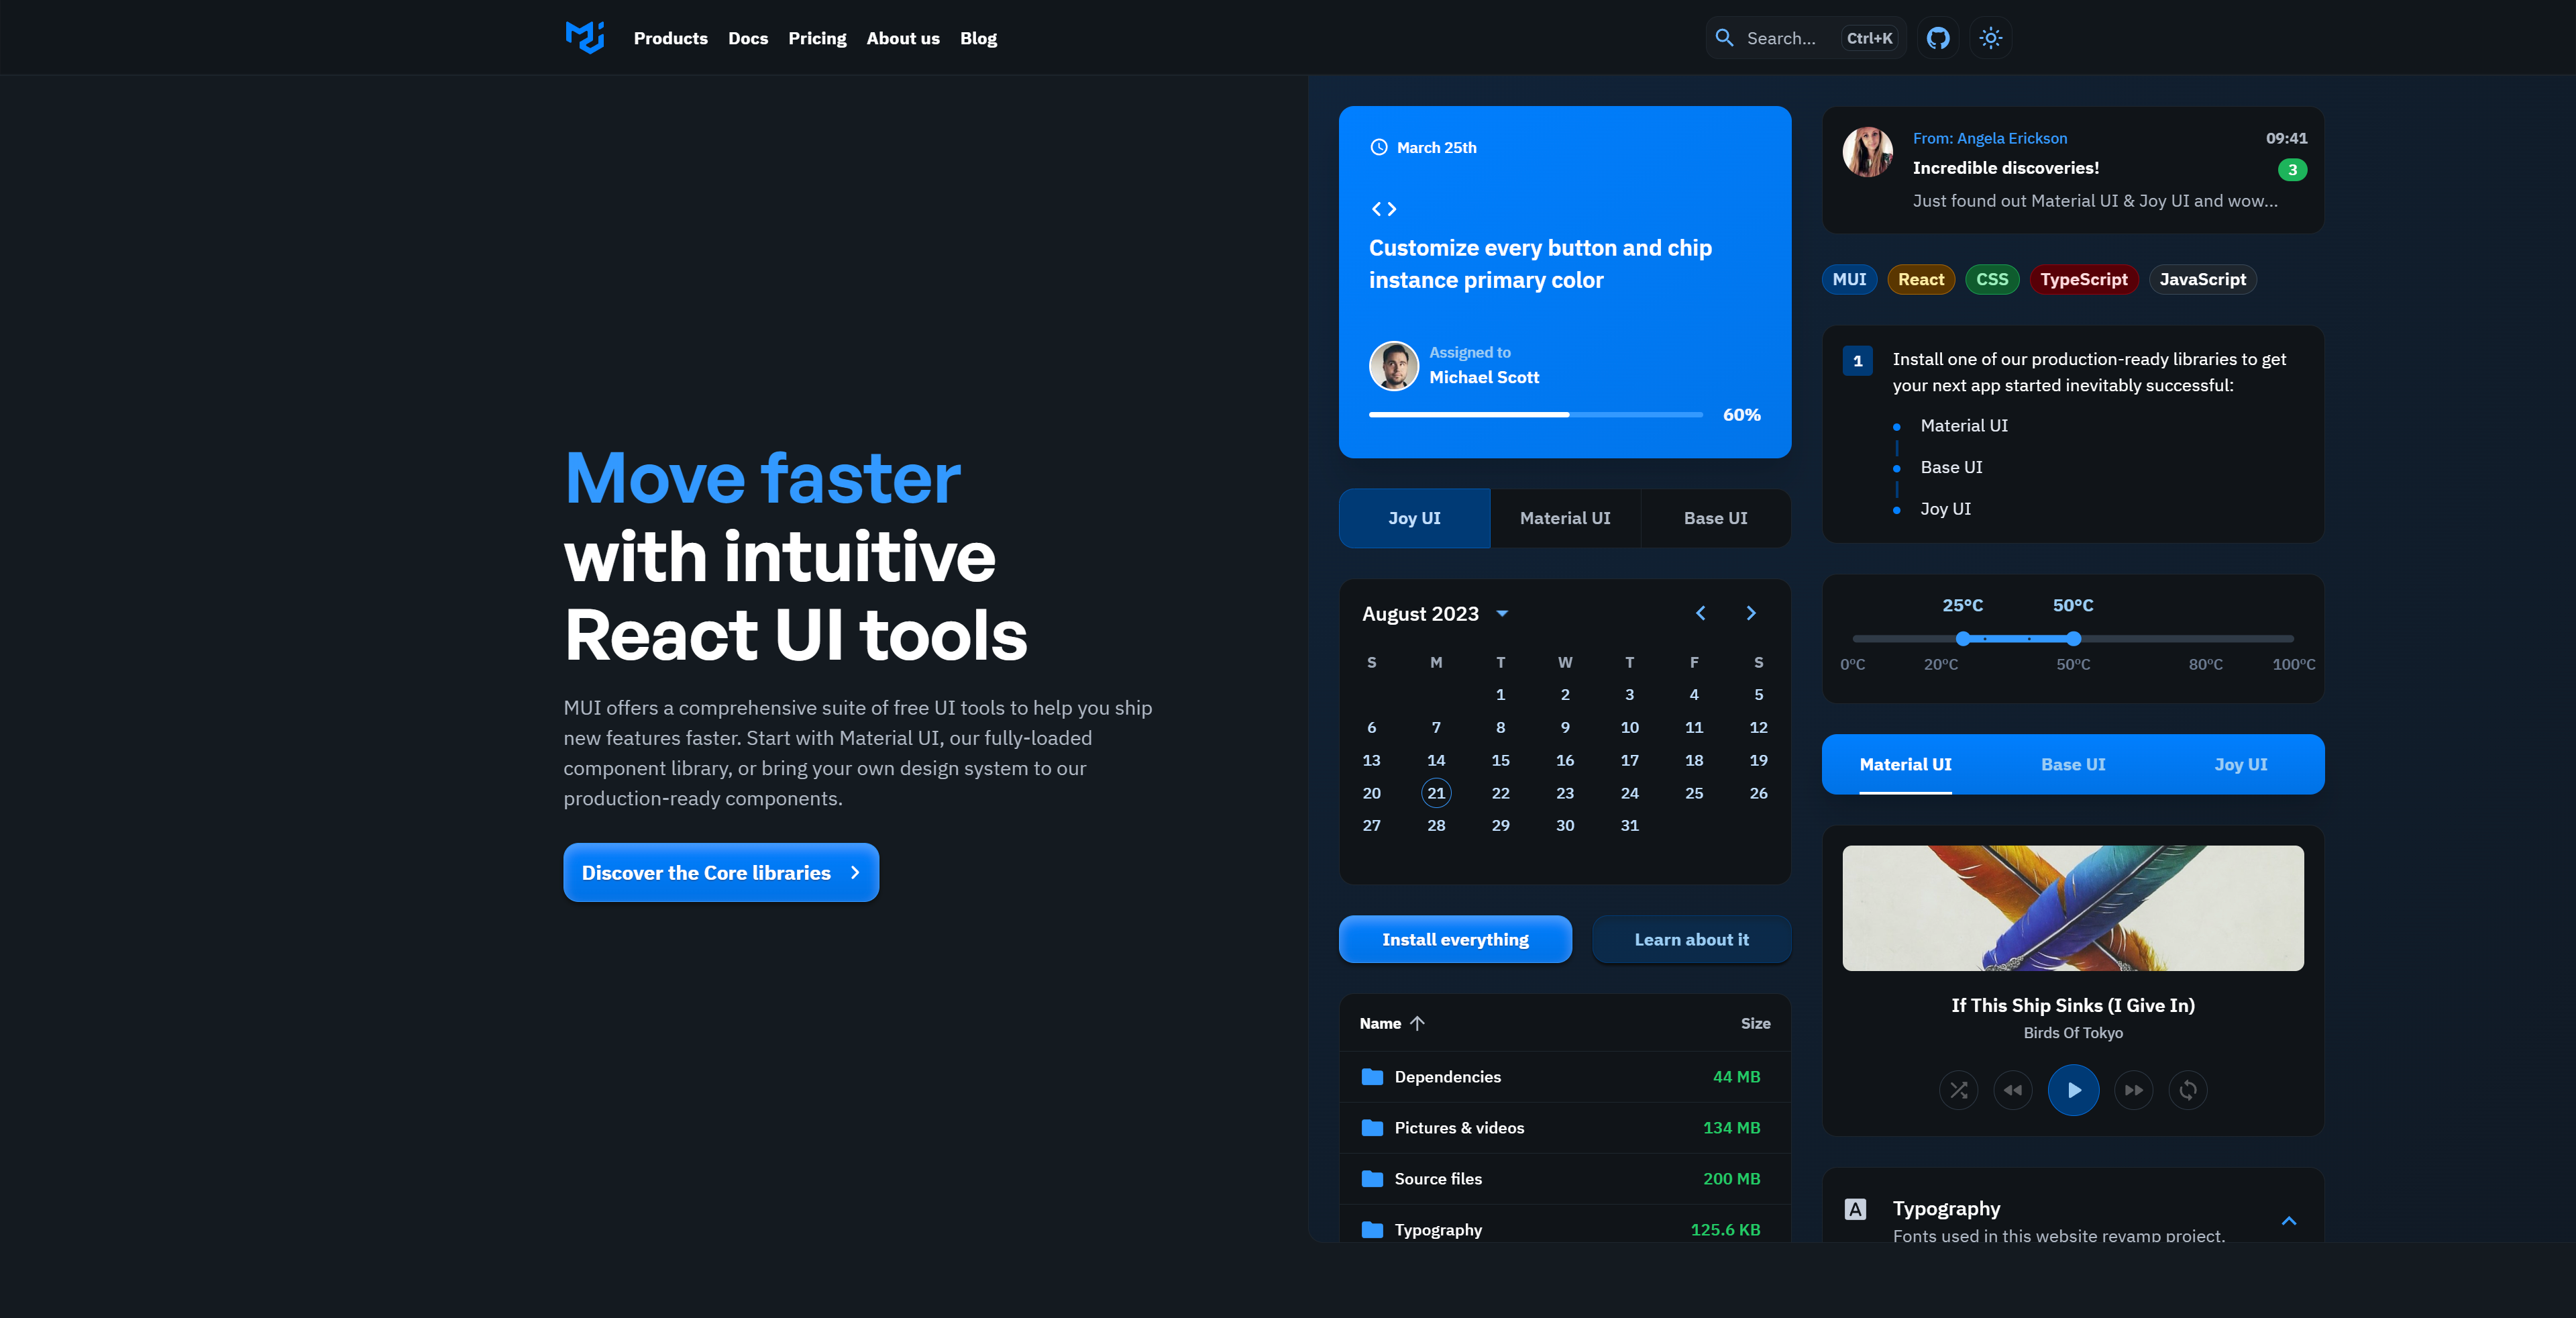 Products Docs Pricing About us Blog
Search... Ctrl+K
Move faster
with intuitive
React UI tools
MUI offers a comprehensive suite of free UI tools to help you ship
new features faster. Start with Material UI, our fully-loaded
component library, or bring your own design system to our
production-ready components.
Discover the Core libraries
March 25th
Customize every button and chip
instance primary color
Assigned to
Michael Scott
60%
Joy UI Material UI Base UI
August 2023
S M T W T F S
1 2 3 4 5
6 7 8 9 10 11 12
13 14 15 16 17 18 19
20 21 22 23 24 25 26
27 28 29 30 31
Install everything Learn about it
Name Size
Dependencies 44 MB
Pictures & videos 134 MB
Source files 200 MB
Typography 125.6 KB
From: Angela Erickson 09:41
Incredible discoveries! 3
Just found out Material UI & Joy UI and wow...
MUI React CSS TypeScript JavaScript
1 Install one of our production-ready libraries to get
your next app started inevitably successful:
Material UI
Base UI
Joy UI
25°C 50°C
0°C 20°C 50°C 80°C 100°C
Material UI Base UI Joy UI
If This Ship Sinks (I Give In)
Birds Of Tokyo
A Typography
Fonts used in this website revamp project.